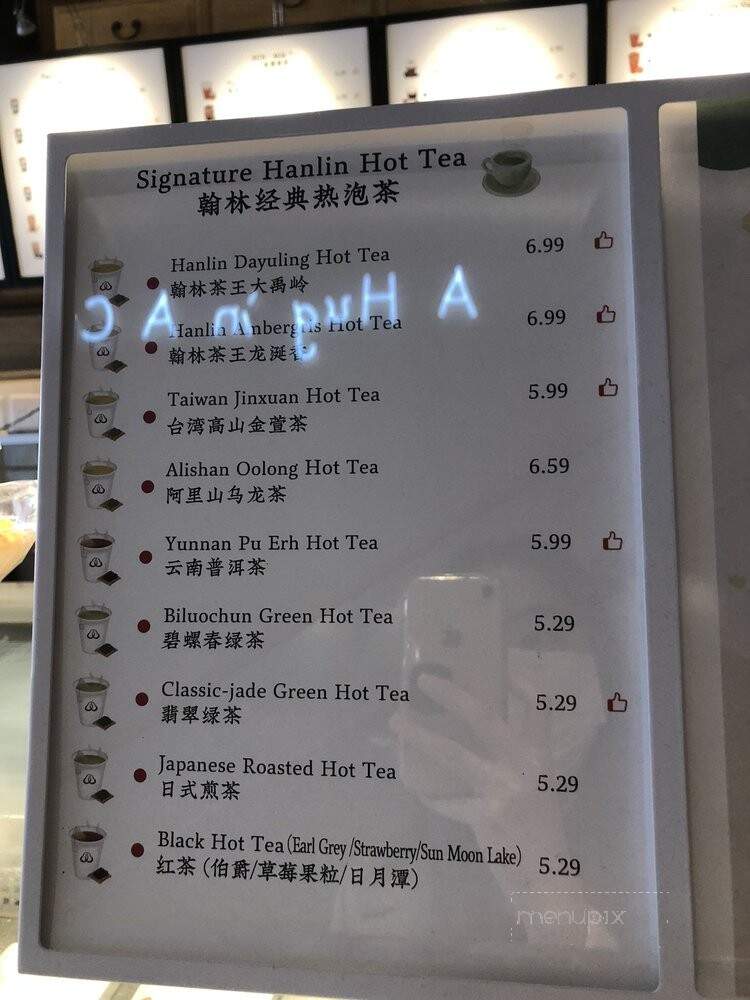 Signature Hanlin Hot Tea
翰林经典热泡茶
Hanlin Dayuling Hot Tea
6.99
翰林茶王大禹岭
A Hug in A C
Hanlin Ambergris Hot Tea
6.99
翰林茶王龙涎香
Taiwan Jinxuan Hot Tea
5.99
台湾高山金萱茶
Alishan Oolong Hot Tea
6.59
阿里山乌龙茶
Yunnan Pu Erh Hot Tea
5.99
云南普洱茶
Biluochun Green Hot Tea
5.29
碧螺春绿茶
Classic-jade Green Hot Tea
5.29
翡翠绿茶
Japanese Roasted Hot Tea
5.29
日式煎茶
Black Hot Tea (Earl Grey /Strawberry/Sun Moon Lake)
5.29
红茶 (伯爵/草莓果粒/日月潭)
menupix